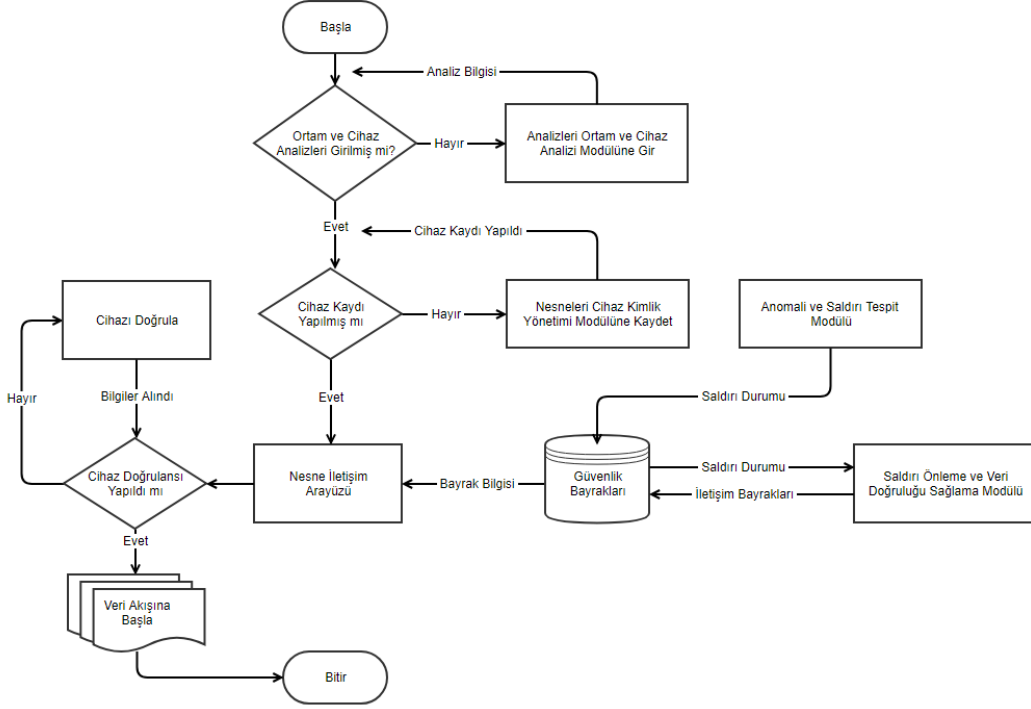 Başla
Analiz Bilgisi
Ortam ve Cihaz
Analizleri Girilmiş mi?
Hayır
Analizleri Ortam ve Cihaz
Analizi Modülüne Gir
Evet
Cihaz Kaydı Yapıldı
Cihaz Kaydı
Yapılmış mı
Hayır
Nesneleri Cihaz Kimlik
Yönetimi Modülüne Kaydet
Anomali ve Saldırı Tespit
Modülü
Cihazı Doğrula
Hayır
Bilgiler Alındı
Evet
Saldırı Durumu
Cihaz Doğrulansı
Yapıldı mı
Nesne İletişim
Arayüzü
Bayrak Bilgisi
Güvenlik
Bayrakları
Saldırı Durumu
İletişim Bayrakları
Saldırı Önleme ve Veri
Doğruluğu Sağlama Modülü
Evet
Veri Akışına
Başla
Bitir